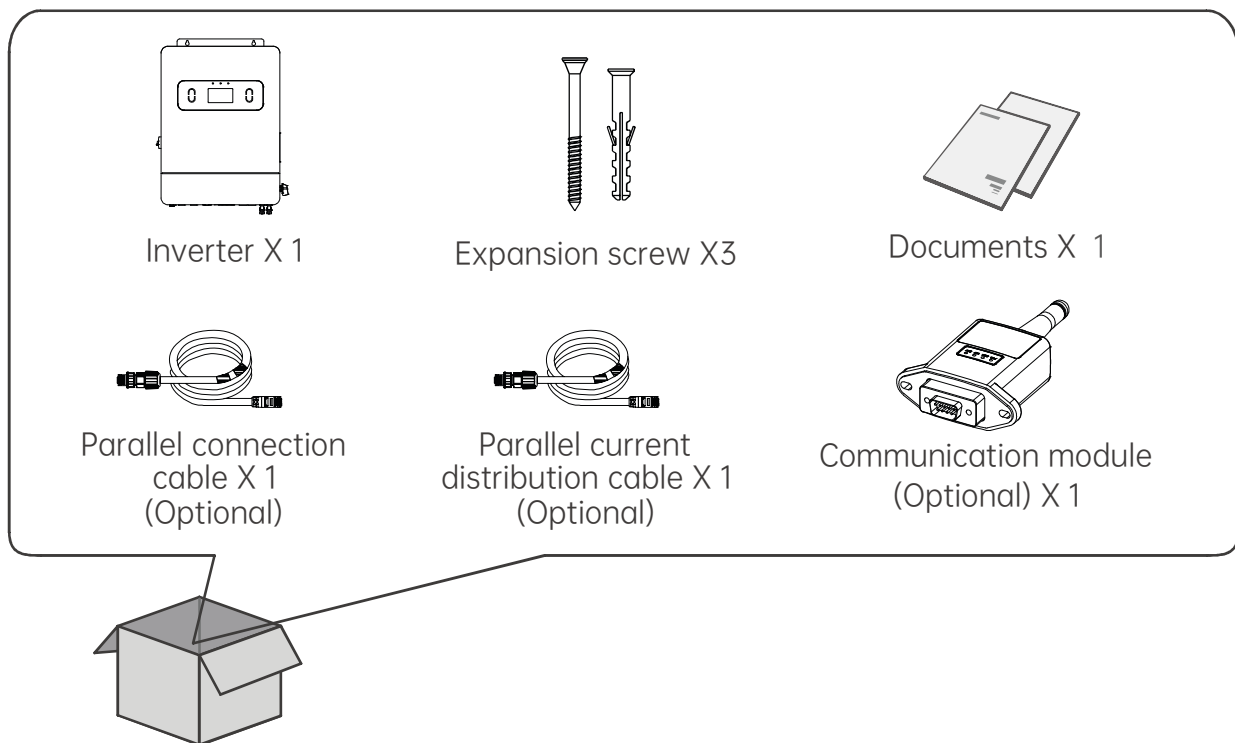 Inverter X 1
Expansion screw X3
Documents X 1
Parallel connection
cable X 1
(Optional)
Parallel current
distribution cable X 1
(Optional)
Communication module
(Optional) X 1